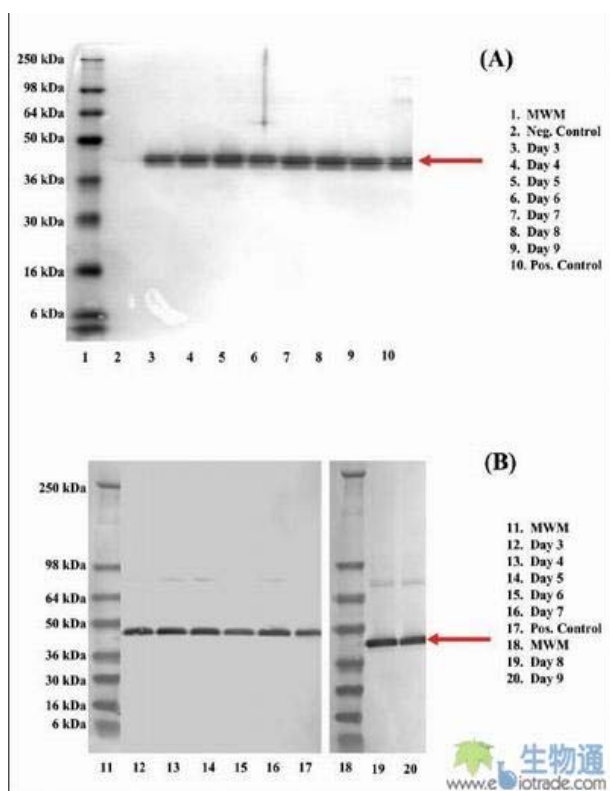 (A)
250 kDa
98 kDa
64 kDa
50 kDa
36 kDa
30 kDa
16 kDa
6 kDa
1. MWM
2. Neg. Control
3. Day 3
4. Day 4
5. Day 5
6. Day 6
7. Day 7
8. Day 8
9. Day 9
10. Pos. Control
1 2 3 4 5 6 7 8 9 10
(B)
250 kDa
98 kDa
64 kDa
50 kDa
36 kDa
30 kDa
16 kDa
6 kDa
11. MWM
12. Day 3
13. Day 4
14. Day 5
15. Day 6
16. Day 7
17. Pos. Control
18. MWM
19. Day 8
20. Day 9
11 12 13 14 15 16 17 18 19 20
生物通
www.ebiotrade.com